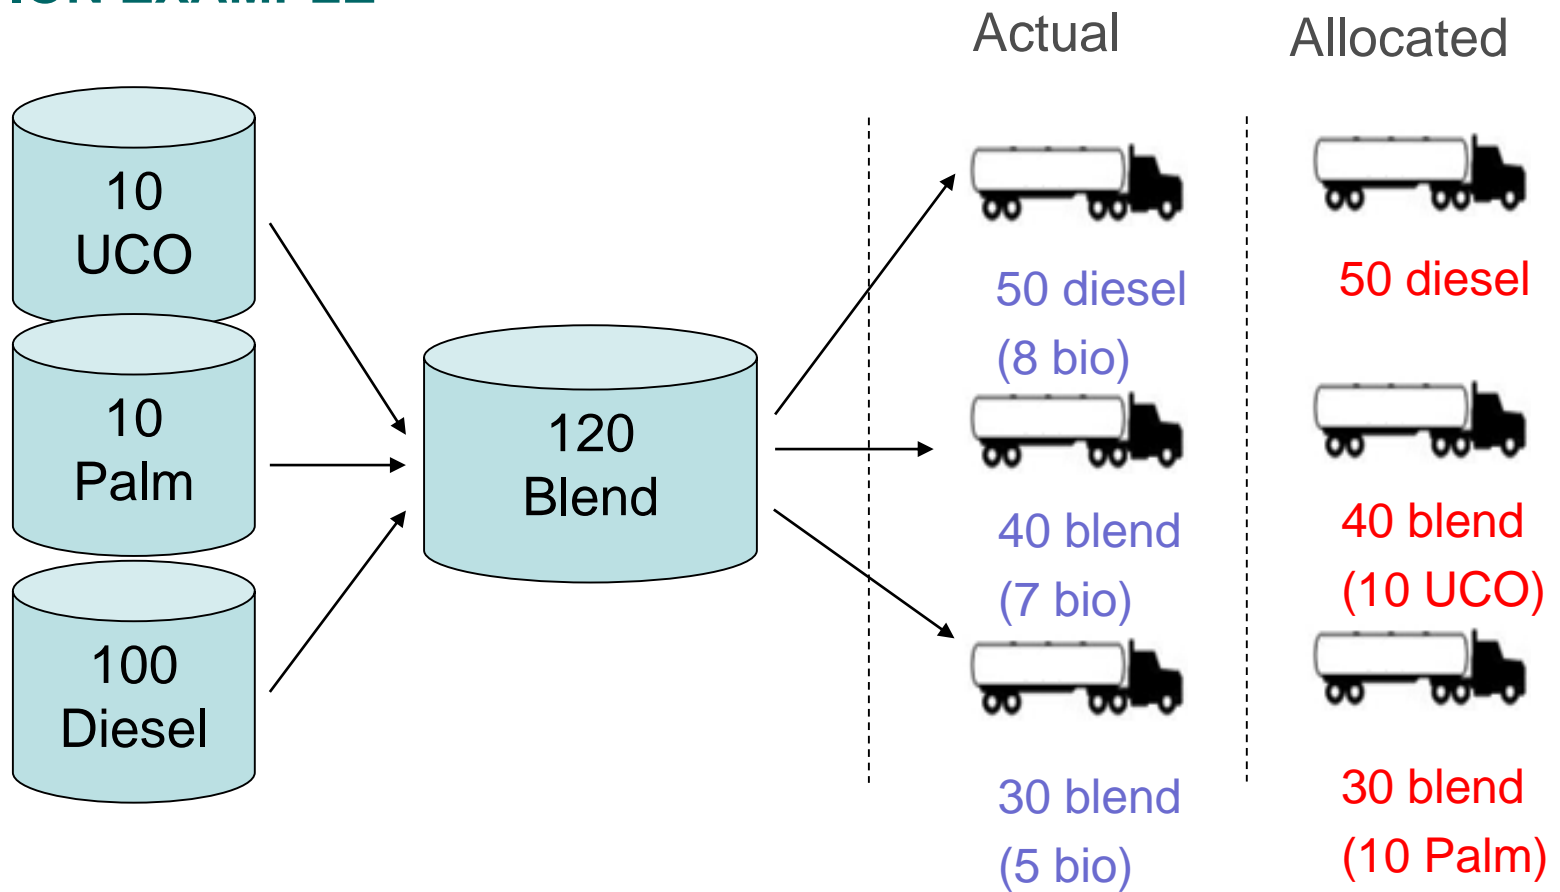 EXAMPLE
Actual
Allocated
10
UCO
10
Palm
100
Diesel
120
Blend
50 diesel
(8 bio)
40 blend
(7 bio)
30 blend
(5 bio)
50 diesel
40 blend
(10 UCO)
30 blend
(10 Palm)